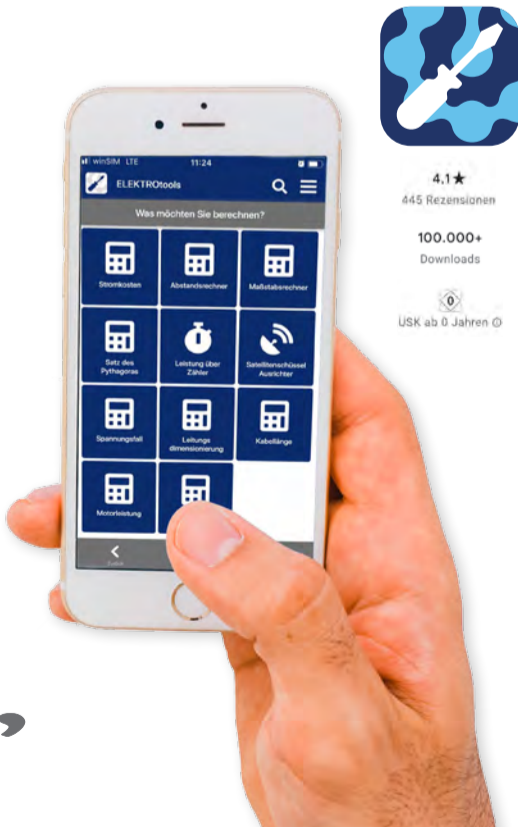 winSIM LTE 11:24
ELEKTROtools
Was möchten Sie berechnen?
Stromkosten
Abstandsrechner
Maßstabsrechner
Satz des
Pythagoras
Leistung über
Zähler
Satellitenschüssel
Ausrichter
Spannungsfall
Leitungs
dimensionierung
Kabellänge
Motorleistung
Zurück
4,1★
445 Rezensionen
100.000+
Downloads
0
USK ab 0 Jahren
,